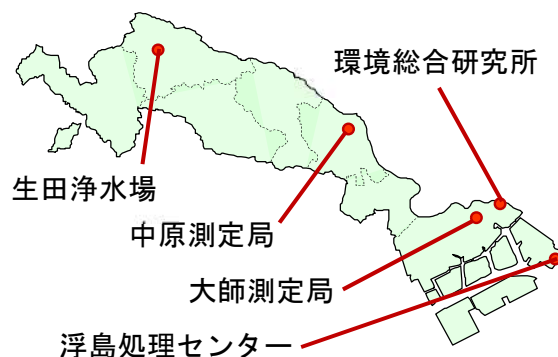 環境総合研究所
生田浄水場
中原測定局
大師測定局
浮島処理センター